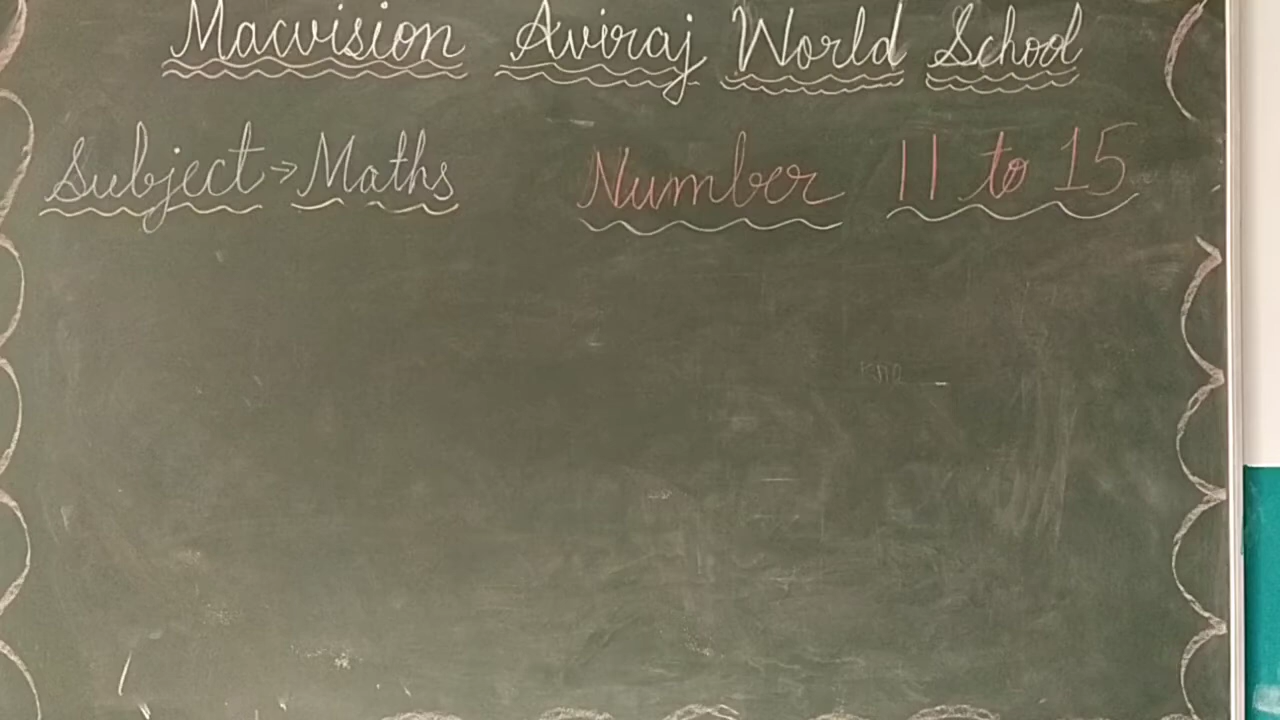 Macvision Aviraj World School
Subject → Maths Number 11 to 15